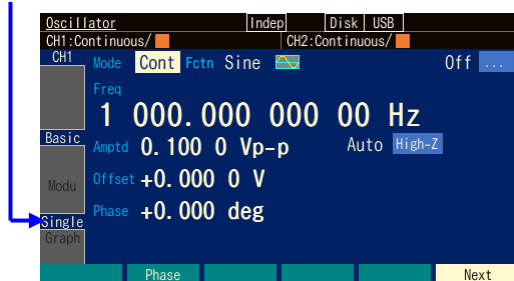 Oscillator Indep Disk USB
CH1:Continuous/ CH2:Continuous/
CH1 Mode Cont Fctn Sine Off ...
Freq
1 000.000 000 00 Hz
Basic Amptd 0.100 0 Vp-p Auto High-Z
Modu Offset +0.000 0 V
Phase +0.000 deg
Single
Graph
Phase Next